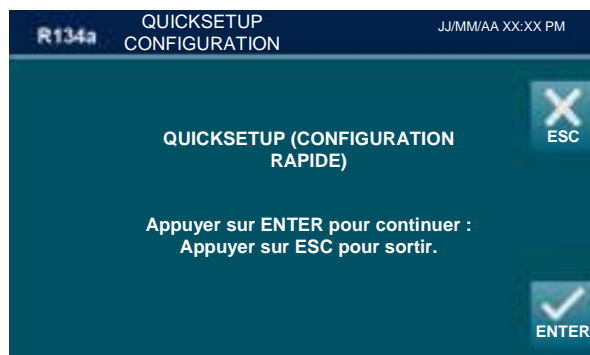 R134a
QUICKSETUP
CONFIGURATION
JJ/MM/AA XX:XX PM
ESC
QUICKSETUP (CONFIGURATION
RAPIDE)
Appuyer sur ENTER pour continuer :
Appuyer sur ESC pour sortir.
ENTER